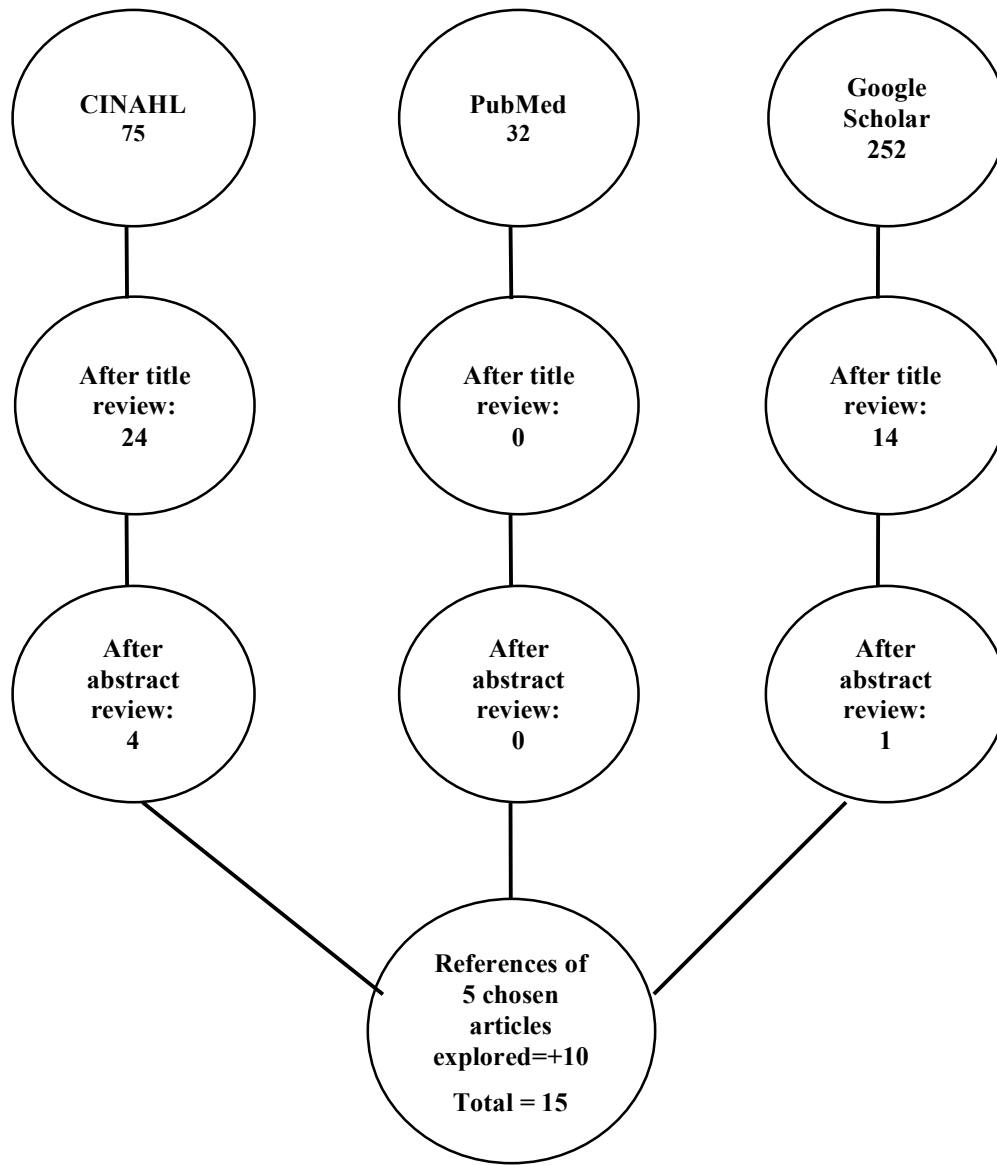 CINAHL
75
PubMed
32
Google
Scholar
252
After title
review:
24
After title
review:
0
After title
review:
14
After
abstract
review:
4
After
abstract
review:
0
After
abstract
review:
1
References of
5 chosen
articles
explored=+10
Total = 15